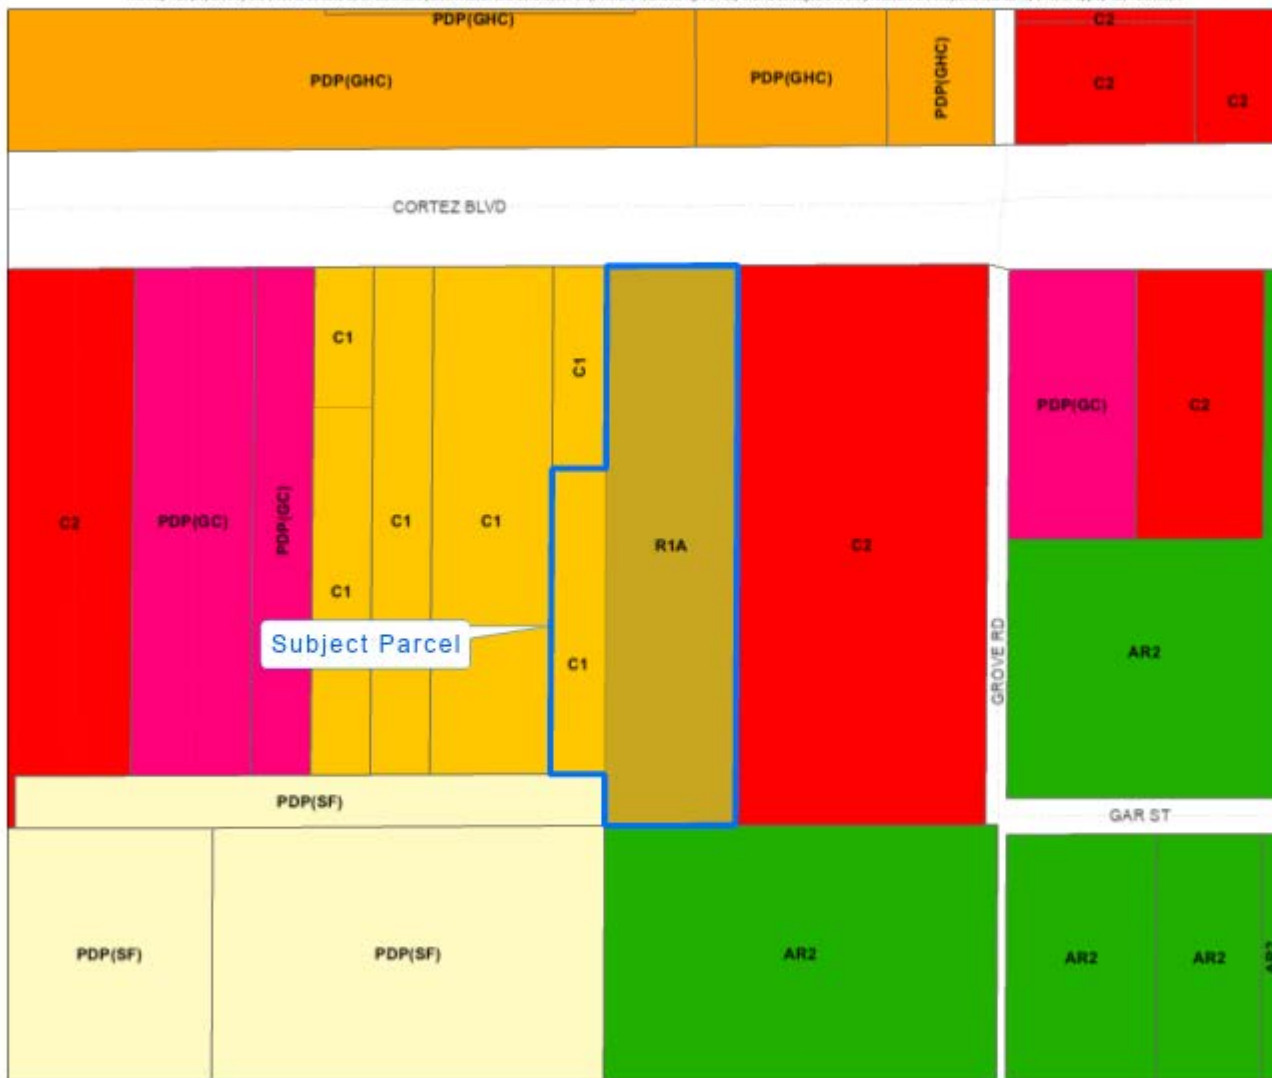 PDP(GHC)
C2
PDP(GHC)
PDP(GHC)
PDP(GHC)
C2
C2
CORTEZ BLVD
C1
C1
PDP(GC)
C2
C2
PDP(GC)
PDP(GC)
C1
C1
R1A
C2
C1
Subject Parcel
C1
GROVE RD
AR2
PDP(SF)
GAR ST
PDP(SF)
PDP(SF)
AR2
AR2
AR2
AR2